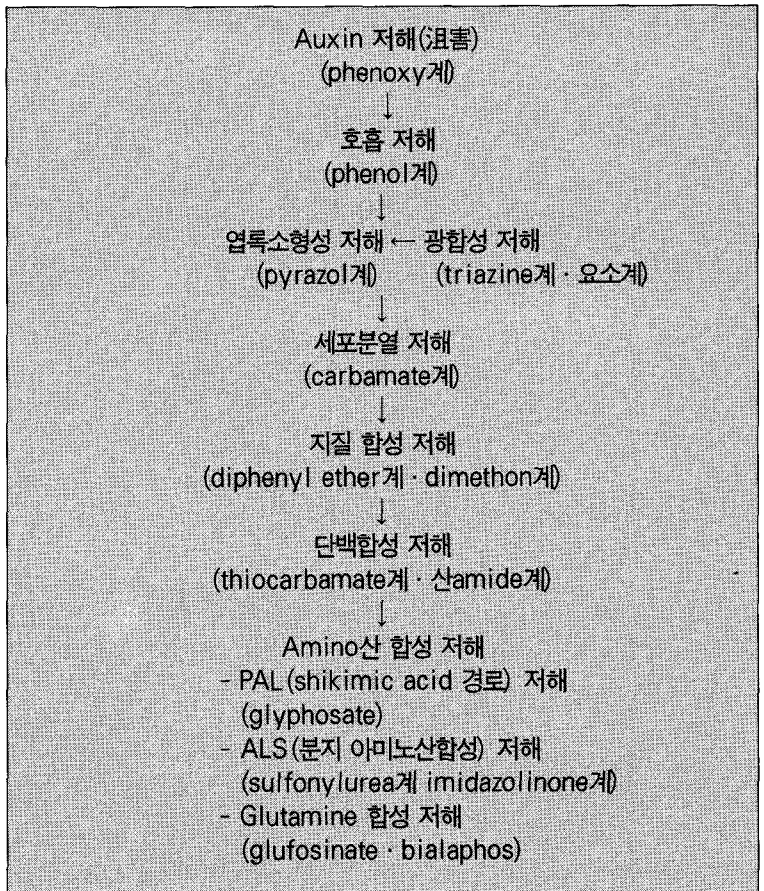 Auxin 저해(沮害)
(phenoxy계)
↓
호흡 저해
(phenol계)
↓
엽록소형성 저해 ← 광합성 저해
(pyrazol계) (triazine계 · 요소계)
↓
세포분열 저해
(carbamate계)
↓
지질 합성 저해
(diphenyl ether계 · dimethon계)
↓
단백합성 저해
(thiocarbamate계 · 산amide계)
↓
Amino산 합성 저해
- PAL(shikimic acid 경로) 저해
(glyphosate)
- ALS(분지 아미노산합성) 저해
(sulfonylurea계 imidazolinone계)
- Glutamine 합성 저해
(glufosinate · bialaphos)